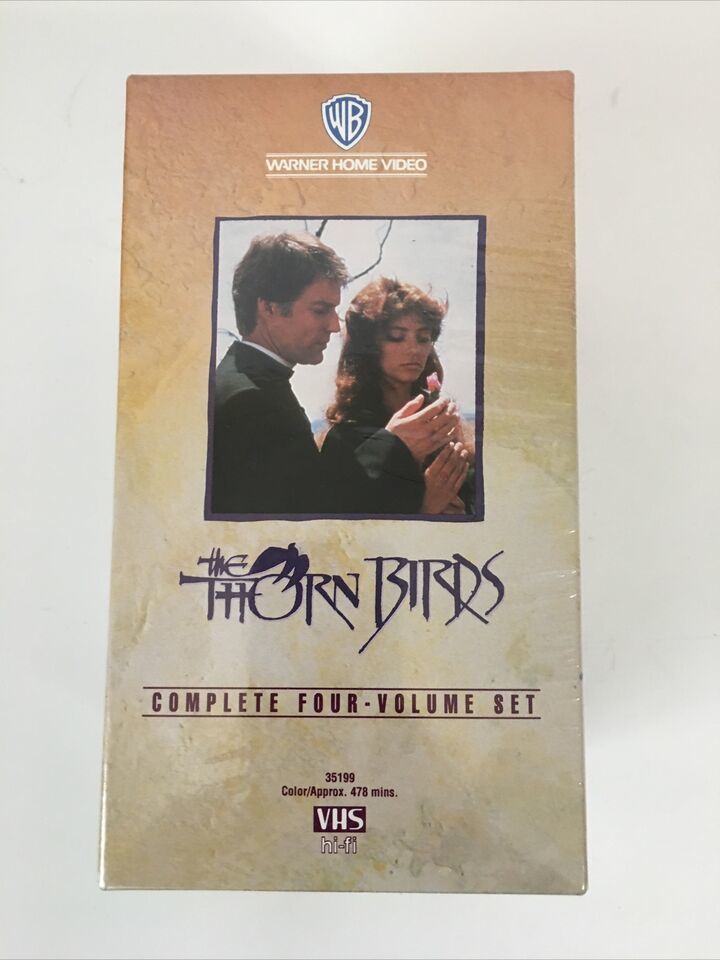 WB
WARNER HOME VIDEO
the
THORN BIRDS
COMPLETE FOUR-VOLUME SET
35199
Color/Approx. 478 mins.
VHS
hi-fi